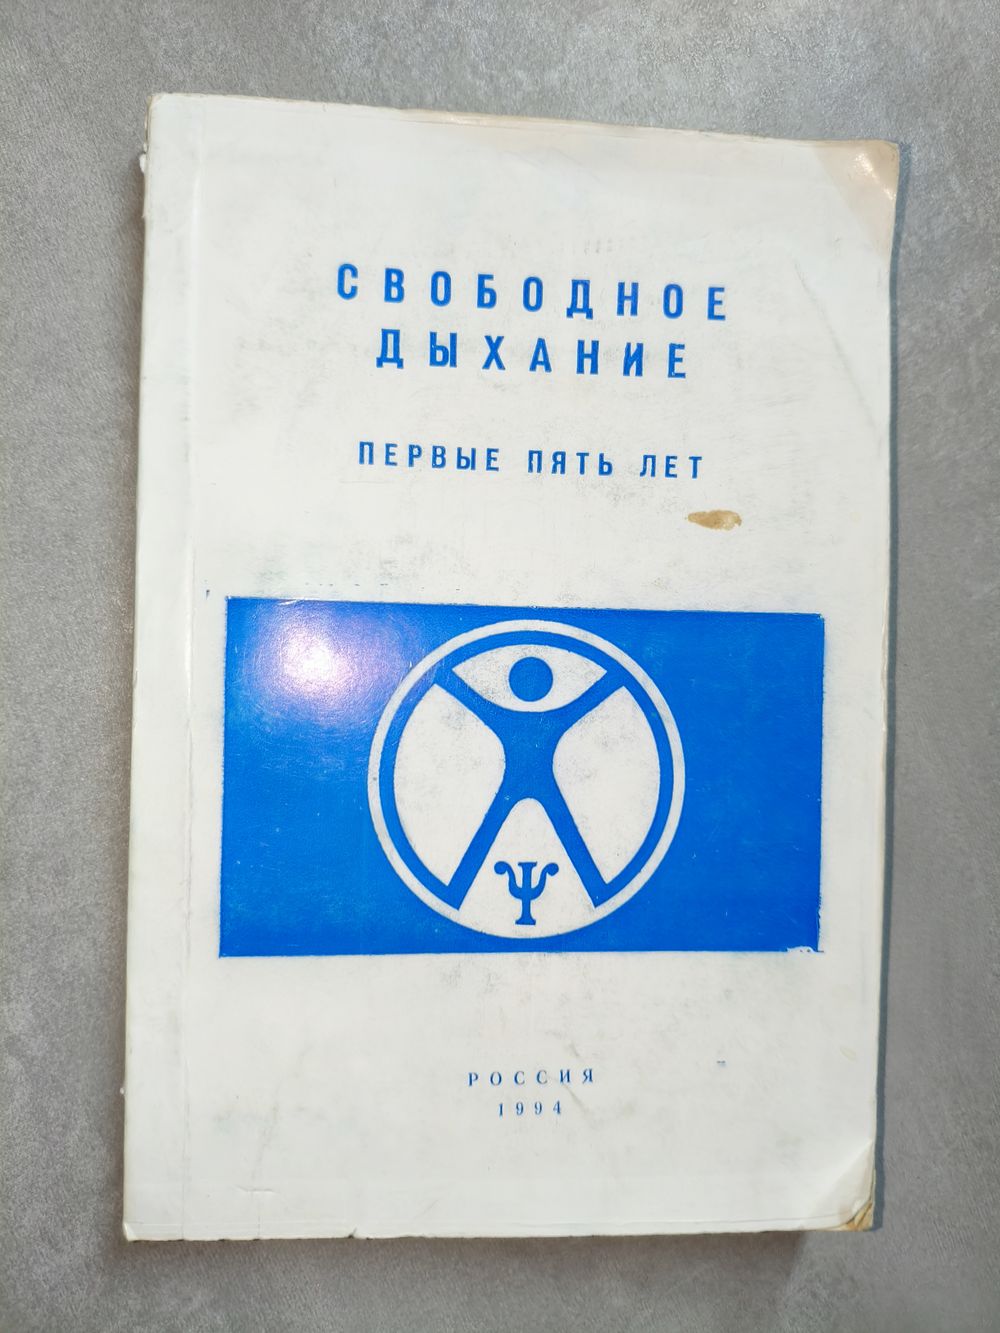 СВОБОДНОЕ
ДЫХАНИЕ
ПЕРВЫЕ ПЯТЬ ЛЕТ
Ψ
РОССИЯ
1994